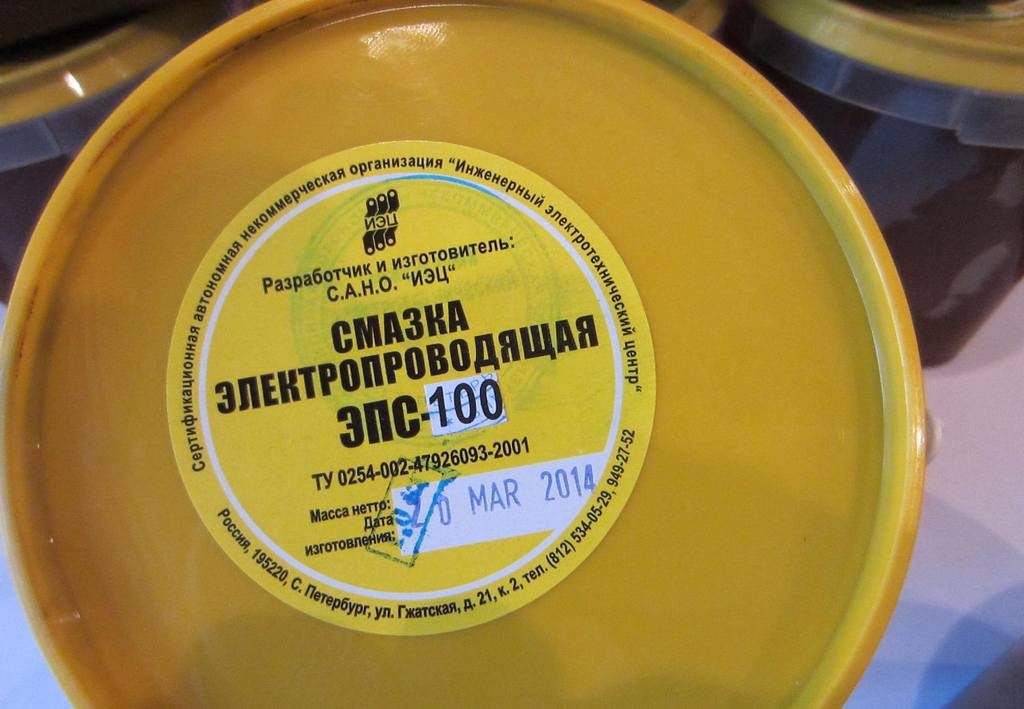 Сертификационная автономная некоммерческая организация "Инженерный электротехнический центр"
ИЭЦ
Разработчик и изготовитель:
С.А.Н.О. "ИЭЦ"
СМАЗКА
ЭЛЕКТРОПРОВОДЯЩАЯ
ЭПС-100
ТУ 0254-002-47926093-2001
Масса нетто:
Дата
изготовления:
MAR 2014
Россия, 195220, С. Петербург, ул. Гжатская, д. 21, к. 2, тел. (812) 534-05-29, 949-27-52